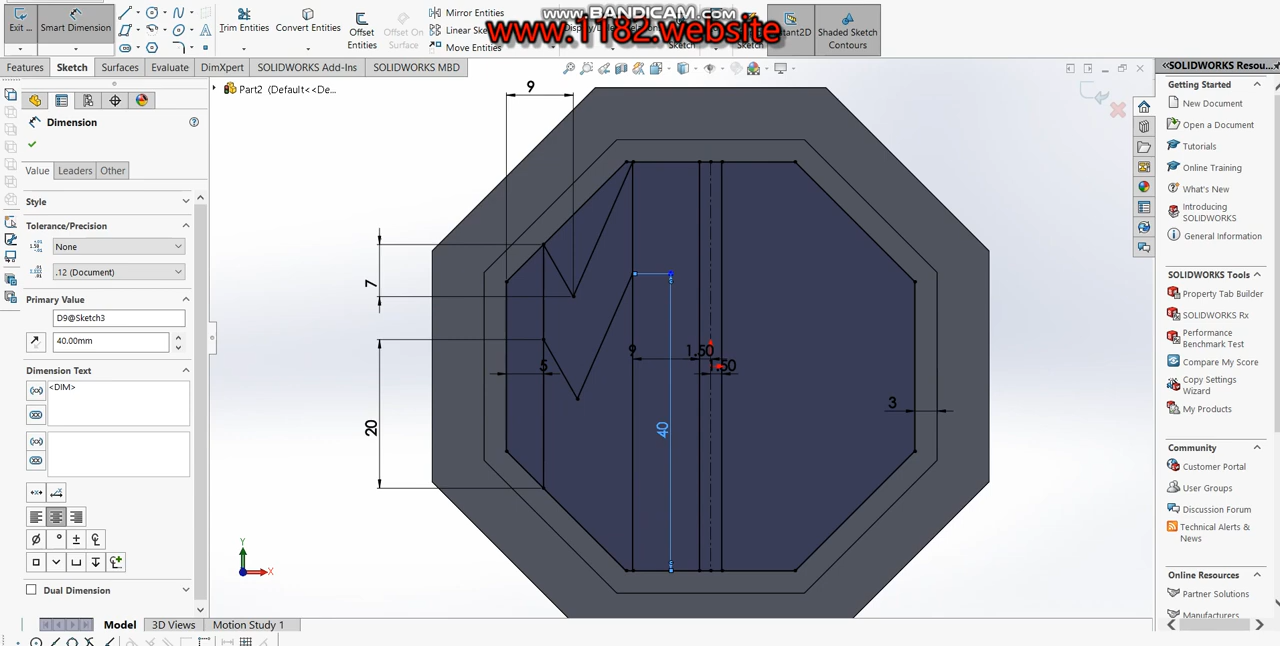 www.BANDICAM.com
www.1182.website
Exit ...
Smart Dimension
Trim Entities
Convert Entities
Offset Entities
Offset On Surface
Mirror Entities
Linear Sk
Move Entities
Sketch
Sk
tant2D
Shaded Sketch Contours
Features
Sketch
Surfaces
Evaluate
DimXpert
SOLIDWORKS Add-Ins
SOLIDWORKS MBD
Part2 (Default<<De...
Dimension
Value
Leaders
Other
Style
Tolerance/Precision
None
.12 (Document)
Primary Value
D9@Sketch3
40.00mm
Dimension Text
<DIM>
Dual Dimension
9
7
20
5
9
1.50
1.50
40
3
Y
X
Model
3D Views
Motion Study 1
SOLIDWORKS Resou...
Getting Started
New Document
Open a Document
Tutorials
Online Training
What's New
Introducing SOLIDWORKS
General Information
SOLIDWORKS Tools
Property Tab Builder
SOLIDWORKS Rx
Performance Benchmark Test
Compare My Score
Copy Settings Wizard
My Products
Community
Customer Portal
User Groups
Discussion Forum
Technical Alerts & News
Online Resources
Partner Solutions
Manufacturers